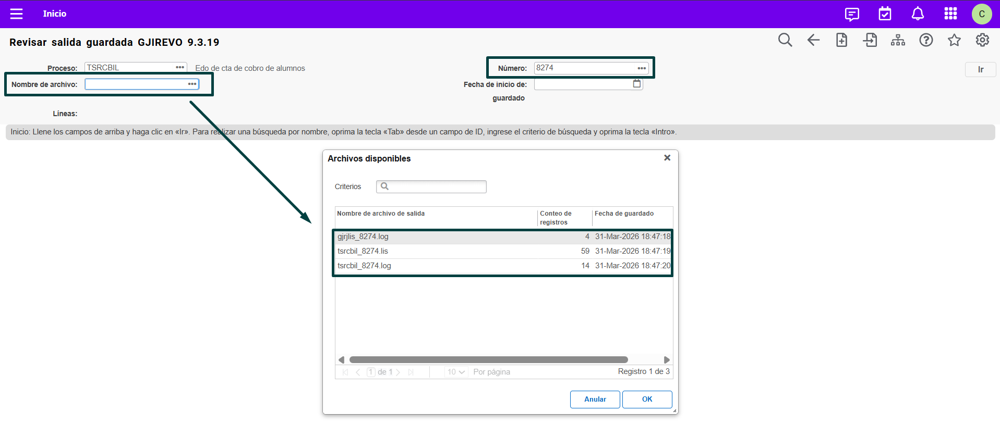 Inicio
C
Revisar salida guardada GJIREVO 9.3.19
Proceso: TSRCBIL ••• Edo de cta de cobro de alumnos
Número: 8274 •••
Ir
Nombre de archivo: •••
Fecha de inicio de:
guardado
Líneas:
Inicio: Llene los campos de arriba y haga clic en «Ir». Para realizar una búsqueda por nombre, oprima la tecla «Tab» desde un campo de ID, ingrese el criterio de búsqueda y oprima la tecla «Intro».
Archivos disponibles
Criterios
Nombre de archivo de salida Conteo de registros Fecha de guardado
gjrjlis_8274.log 4 31-Mar-2026 18:47:18
tsrcbil_8274.lis 59 31-Mar-2026 18:47:19
tsrcbil_8274.log 14 31-Mar-2026 18:47:20
1 de 1 10 Por página Registro 1 de 3
Anular OK